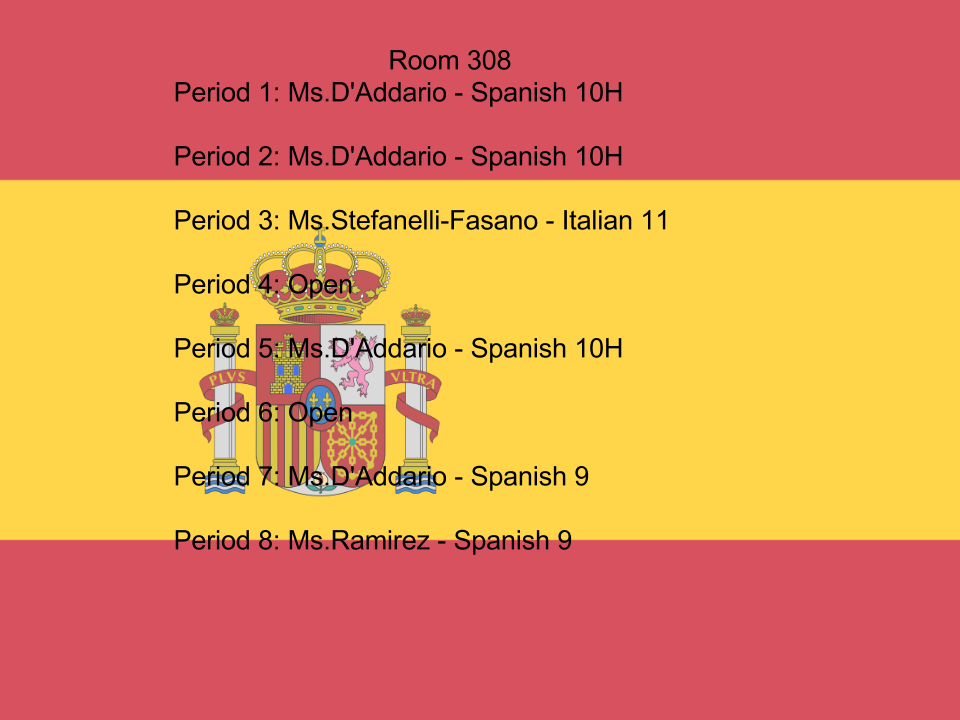 Room 308
Period 1: Ms.D'Addario - Spanish 10H
Period 2: Ms.D'Addario - Spanish 10H
Period 3: Ms.Stefanelli-Fasano - Italian 11
Period 4: Open
Period 5: Ms.D'Addario - Spanish 10H
PLVS VLTRA
Period 6: Open
Period 7: Ms.D'Addario - Spanish 9
Period 8: Ms.Ramirez - Spanish 9